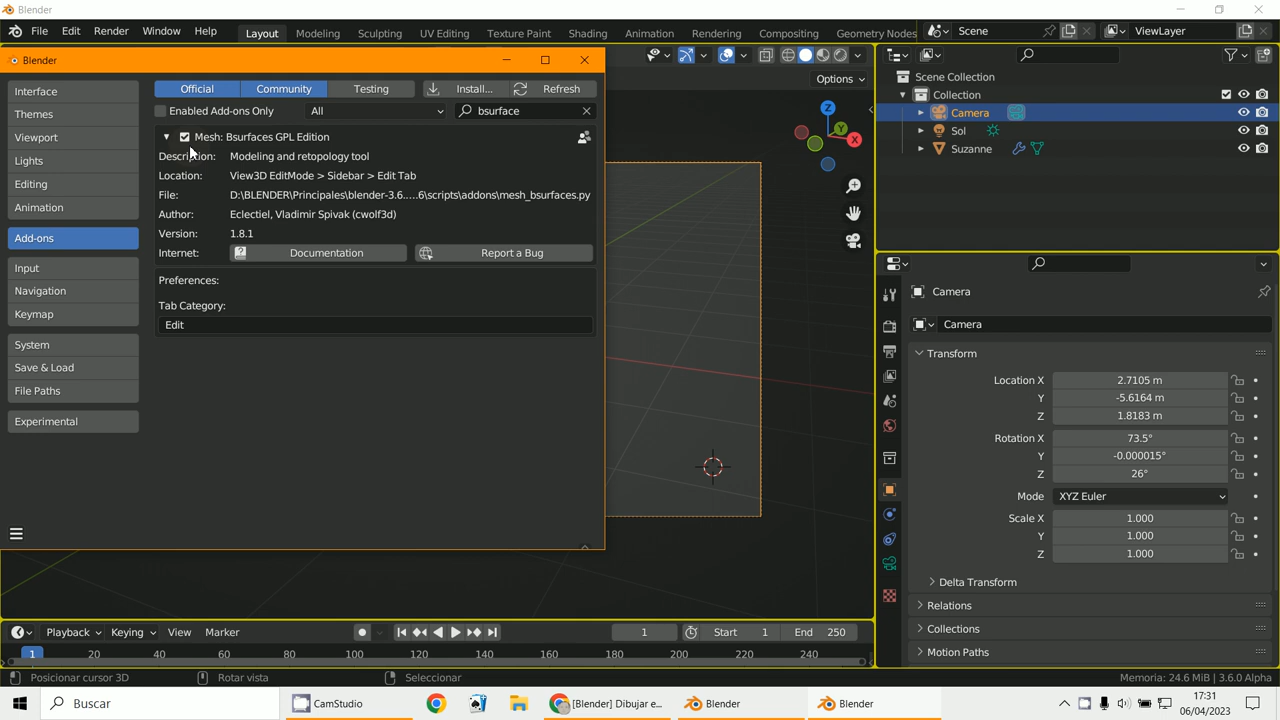 Blender
File Edit Render Window Help Layout Modeling Sculpting UV Editing Texture Paint Shading Animation Rendering Compositing Geometry Nodes Scene ViewLayer
Blender
Options
Interface
Themes
Viewport
Lights
Editing
Animation
Add-ons
Input
Navigation
Keymap
System
Save & Load
File Paths
Experimental
Official Community Testing Install... Refresh
Enabled Add-ons Only All bsurface
Mesh: Bsurfaces GPL Edition
Description: Modeling and retopology tool
Location: View3D EditMode > Sidebar > Edit Tab
File: D:\BLENDER\Principales\blender-3.6.....6\scripts\addons\mesh_bsurfaces.py
Author: Eclectiel, Vladimir Spivak (cwolf3d)
Version: 1.8.1
Internet: Documentation Report a Bug
Preferences:
Tab Category:
Edit
Z
Y
X
Scene Collection
Collection
Camera
Sol
Suzanne
Camera
Camera
Transform
Location X 2.7105 m
Y -5.6164 m
Z 1.8183 m
Rotation X 73.5°
Y -0.000015°
Z 26°
Mode XYZ Euler
Scale X 1.000
Y 1.000
Z 1.000
Delta Transform
Relations
Collections
Motion Paths
Playback Keying View Marker 1 Start 1 End 250
1 20 40 60 80 100 120 140 160 180 200 220 240
Posicionar cursor 3D Rotar vista Seleccionar Memoria: 24.6 MiB | 3.6.0 Alpha
Buscar CamStudio [Blender] Dibujar e... Blender Blender
17:31
06/04/2023